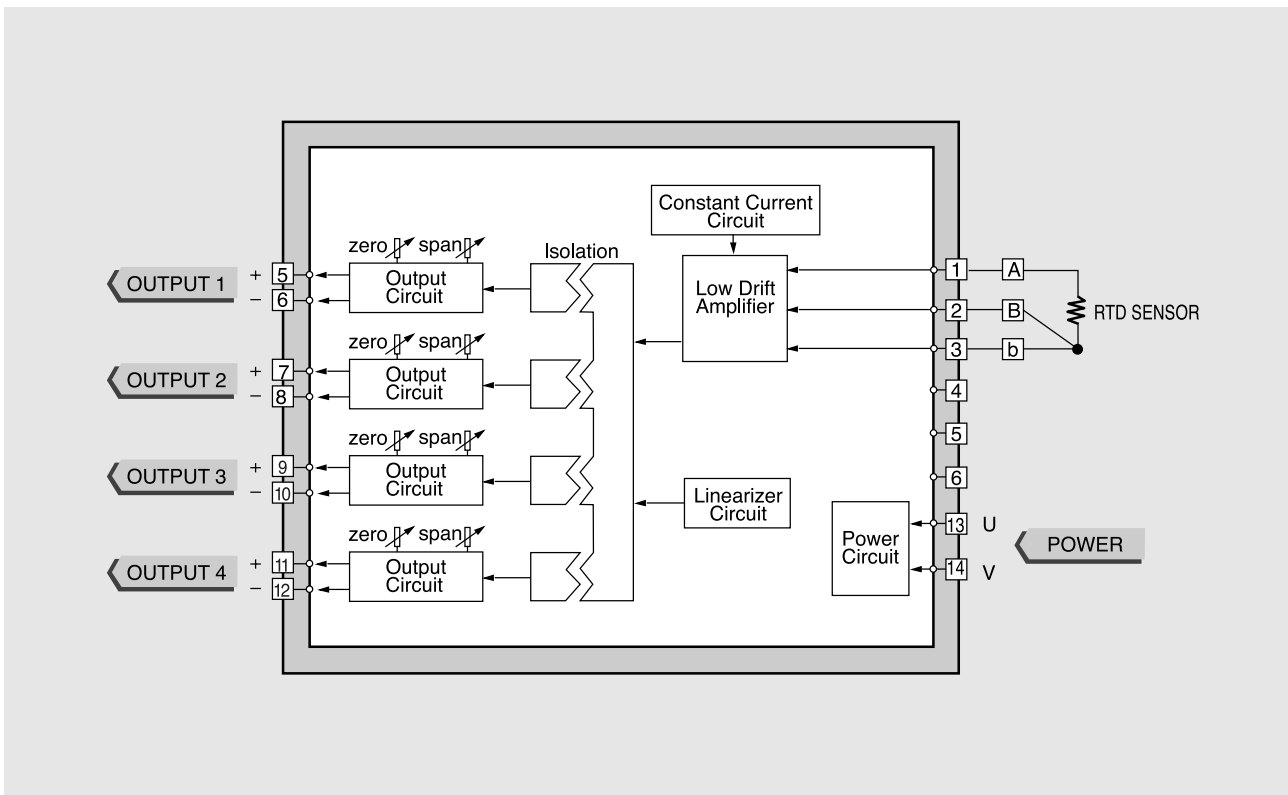 Constant Current
Circuit
zero span
Isolation
OUTPUT 1
+ 5
− 6
Output
Circuit
Low Drift
Amplifier
1 A
2 B
3 b
RTD SENSOR
zero span
OUTPUT 2
+ 7
− 8
Output
Circuit
4
5
6
zero span
OUTPUT 3
+ 9
− 10
Output
Circuit
Linearizer
Circuit
zero span
OUTPUT 4
+ 11
− 12
Output
Circuit
Power
Circuit
13 U
14 V
POWER